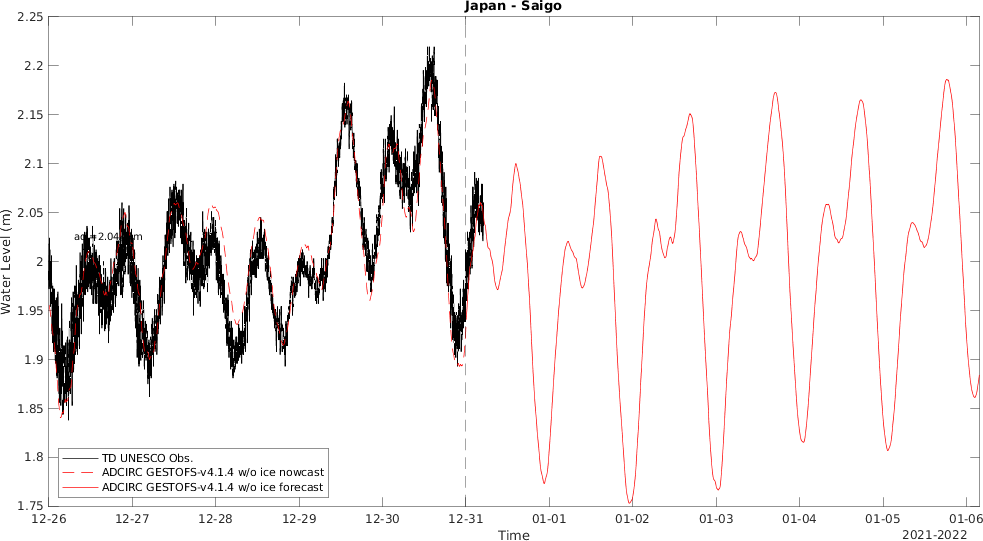 Japan - Saigo
2.25
2.2
2.15
2.1
2.05
2
1.95
1.9
1.85
1.8
1.75
Water Level (m)
TD UNESCO Obs.
ADCIRC GESTOFS-v4.1.4 w/o ice nowcast
ADCIRC GESTOFS-v4.1.4 w/o ice forecast
12-26 12-27 12-28 12-29 12-30 12-31 01-01 01-02 01-03 01-04 01-05 01-06
Time
2021-2022